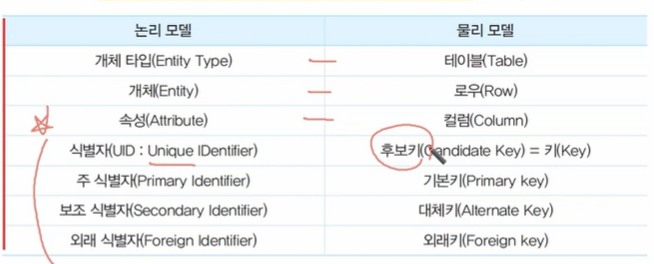 논리 모델 물리 모델
개체 타입(Entity Type) 테이블(Table)
개체(Entity) 로우(Row)
속성(Attribute) 컬럼(Column)
식별자(UID : Unique IDentifier) 후보키(Candidate Key) = 키(Key)
주 식별자(Primary Identifier) 기본키(Primary key)
보조 식별자(Secondary Identifier) 대체키(Alternate Key)
외래 식별자(Foreign Identifier) 외래키(Foreign key)